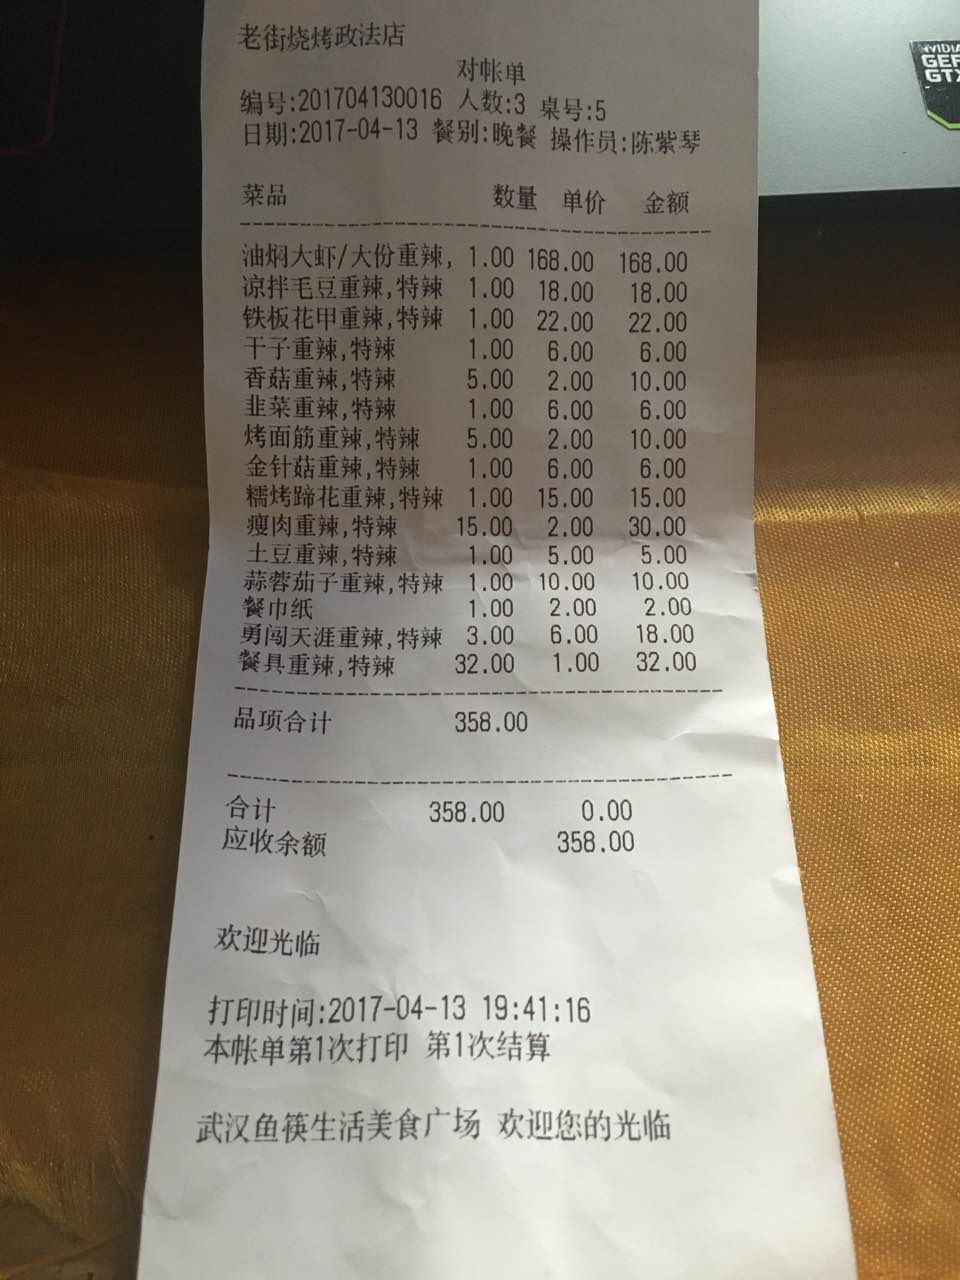 老街烧烤政法店
对帐单
编号:201704130016 人数:3 桌号:5
日期:2017-04-13 餐别:晚餐 操作员:陈紫琴
菜品 数量 单价 金额
油焖大虾/大份重辣, 1.00 168.00 168.00
凉拌毛豆重辣,特辣 1.00 18.00 18.00
铁板花甲重辣,特辣 1.00 22.00 22.00
干子重辣,特辣 1.00 6.00 6.00
香菇重辣,特辣 5.00 2.00 10.00
韭菜重辣,特辣 1.00 6.00 6.00
烤面筋重辣,特辣 5.00 2.00 10.00
金针菇重辣,特辣 1.00 6.00 6.00
糯烤蹄花重辣,特辣 1.00 15.00 15.00
瘦肉重辣,特辣 15.00 2.00 30.00
土豆重辣,特辣 1.00 5.00 5.00
蒜蓉茄子重辣,特辣 1.00 10.00 10.00
餐巾纸 1.00 2.00 2.00
勇闯天涯重辣,特辣 3.00 6.00 18.00
餐具重辣,特辣 32.00 1.00 32.00
品项合计 358.00
合计 358.00 0.00
应收余额 358.00
欢迎光临
打印时间:2017-04-13 19:41:16
本帐单第1次打印 第1次结算
武汉鱼筷生活美食广场 欢迎您的光临
NVIDIA
GEF
GTX